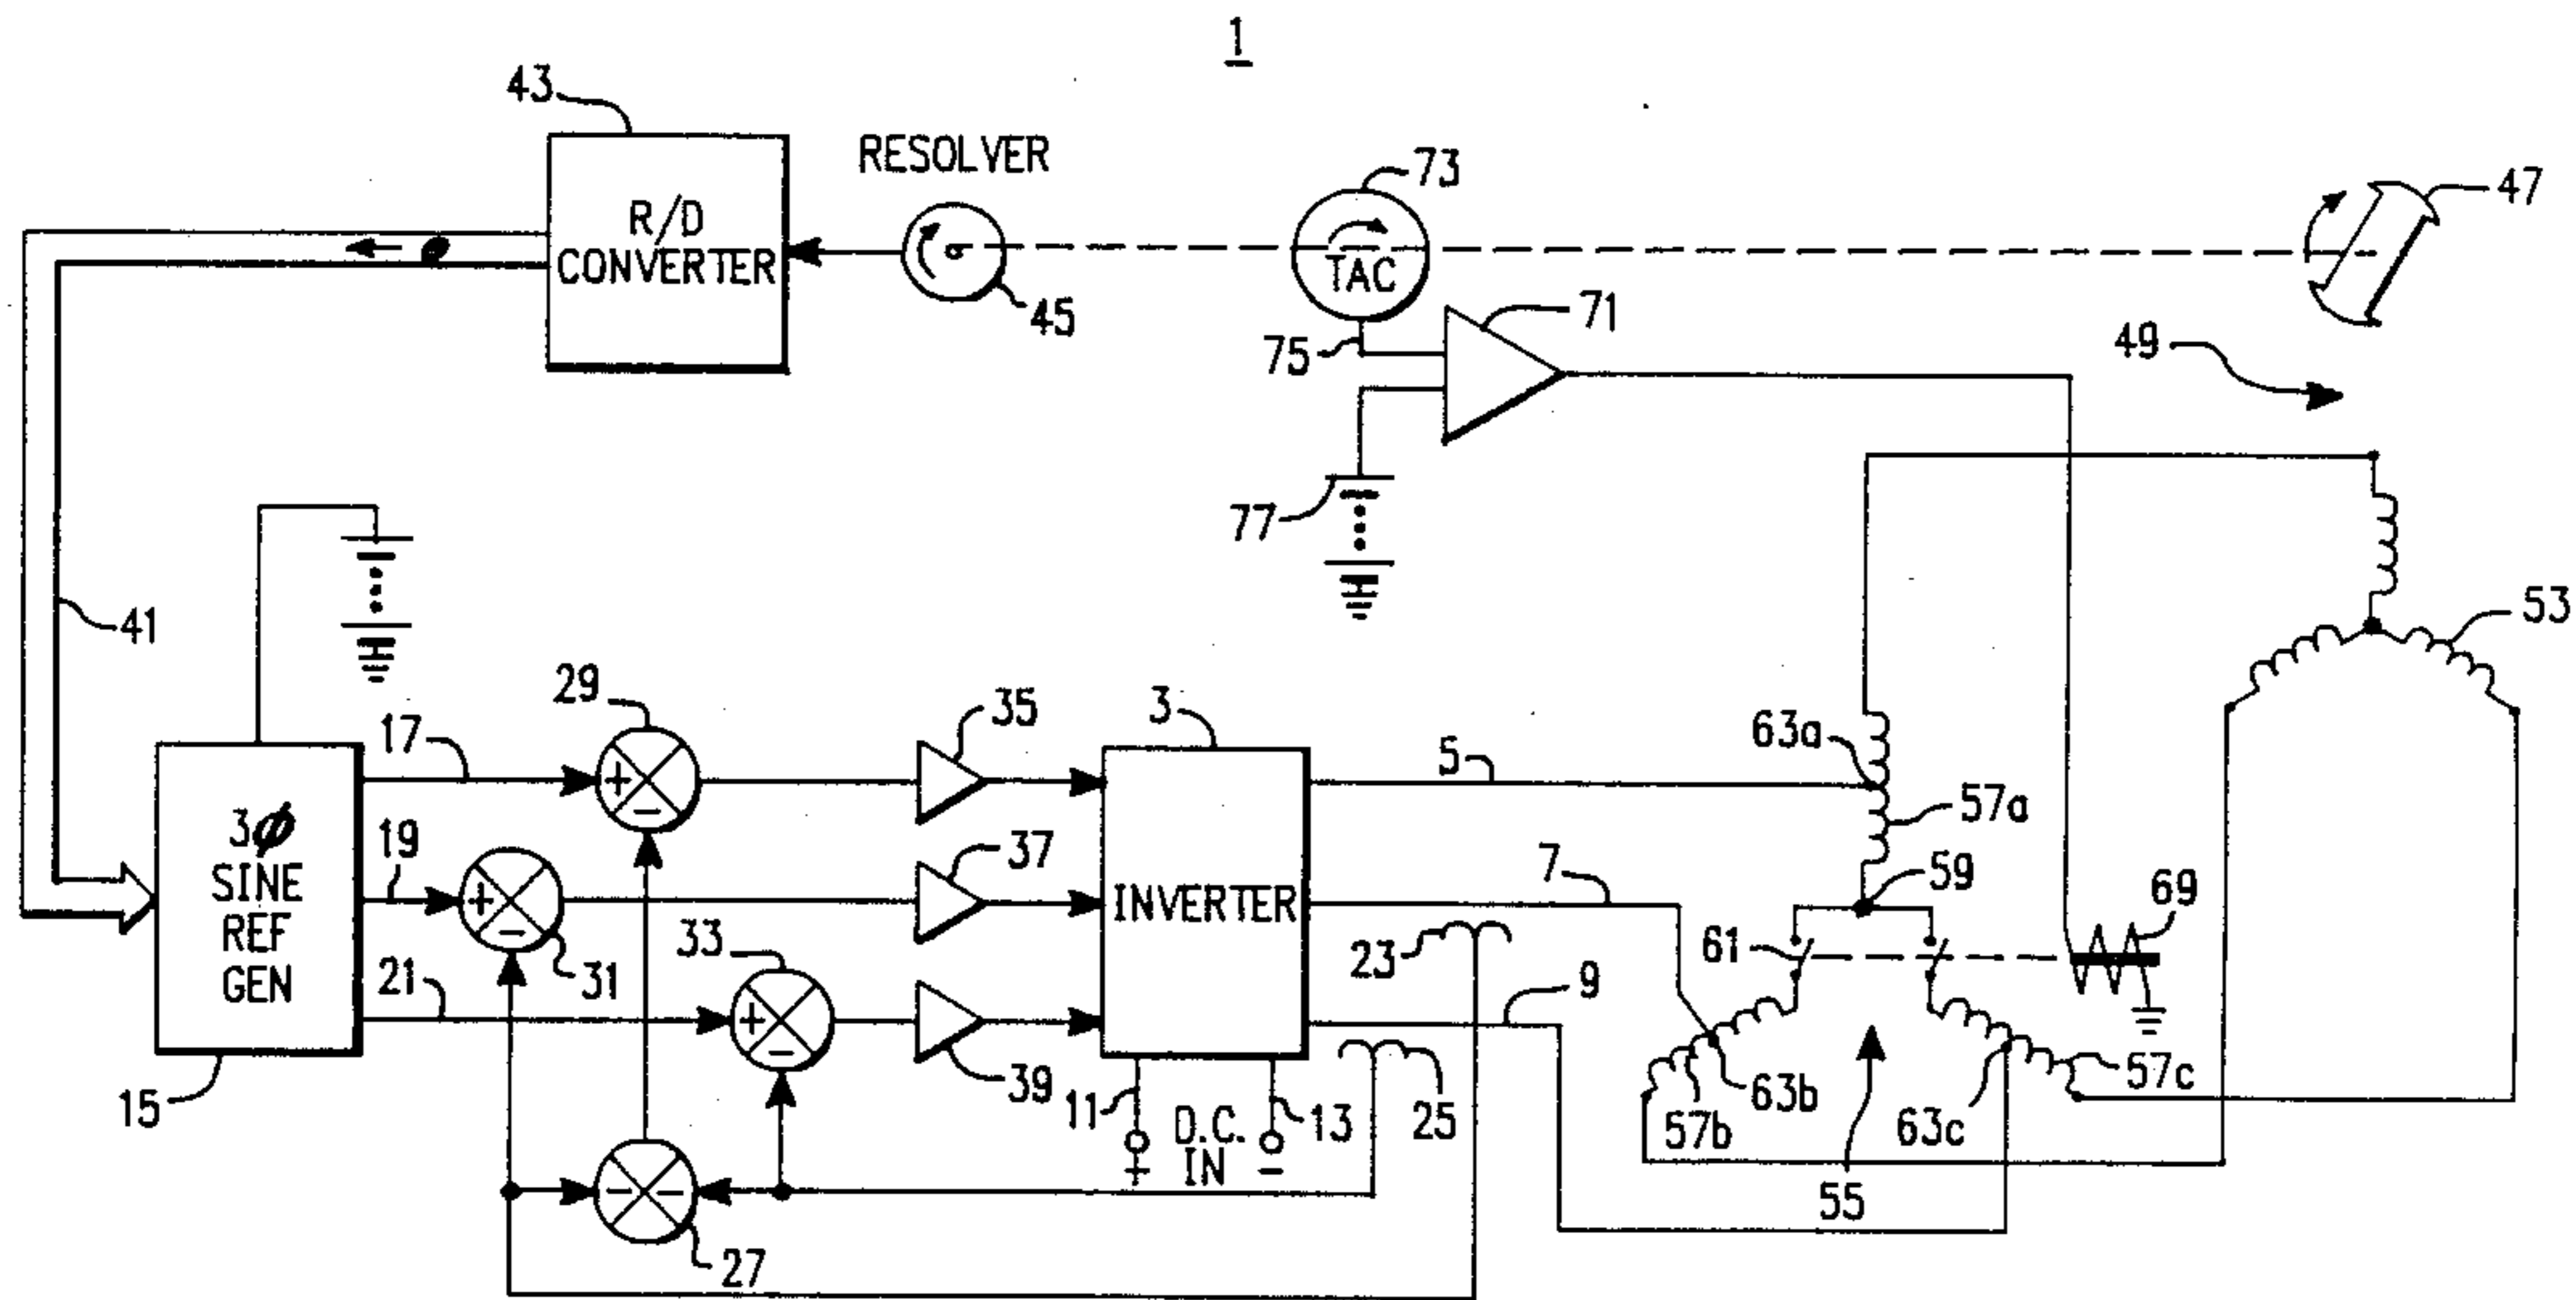 1
43
RESOLVER
73
47
R/D
CONVERTER
θ
TAC
45
75
71
49
77
41
53
29
35
3
63a
17
+
−
5
57a
3ϕ
SINE
REF
GEN
19
+
−
31
37
INVERTER
7
59
69
33
23
61
21
+
−
9
15
39
11
13
25
57b
63b
63c
57c
D.C.
IN
+
−
−
−
55
27